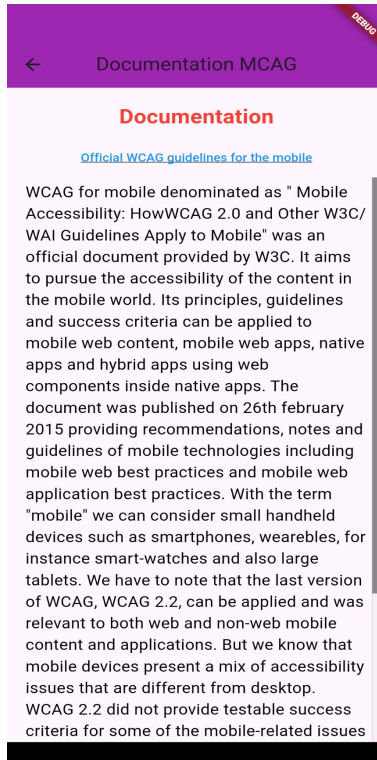 DEBUG
Documentation MCAG
Documentation
Official WCAG guidelines for the mobile
WCAG for mobile denominated as " Mobile
Accessibility: HowWCAG 2.0 and Other W3C/
WAI Guidelines Apply to Mobile" was an
official document provided by W3C. It aims
to pursue the accessibility of the content in
the mobile world. Its principles, guidelines
and success criteria can be applied to
mobile web content, mobile web apps, native
apps and hybrid apps using web
components inside native apps. The
document was published on 26th february
2015 providing recommendations, notes and
guidelines of mobile technologies including
mobile web best practices and mobile web
application best practices. With the term
"mobile" we can consider small handheld
devices such as smartphones, wearebles, for
instance smart-watches and also large
tablets. We have to note that the last version
of WCAG, WCAG 2.2, can be applied and was
relevant to both web and non-web mobile
content and applications. But we know that
mobile devices present a mix of accessibility
issues that are different from desktop.
WCAG 2.2 did not provide testable success
criteria for some of the mobile-related issues